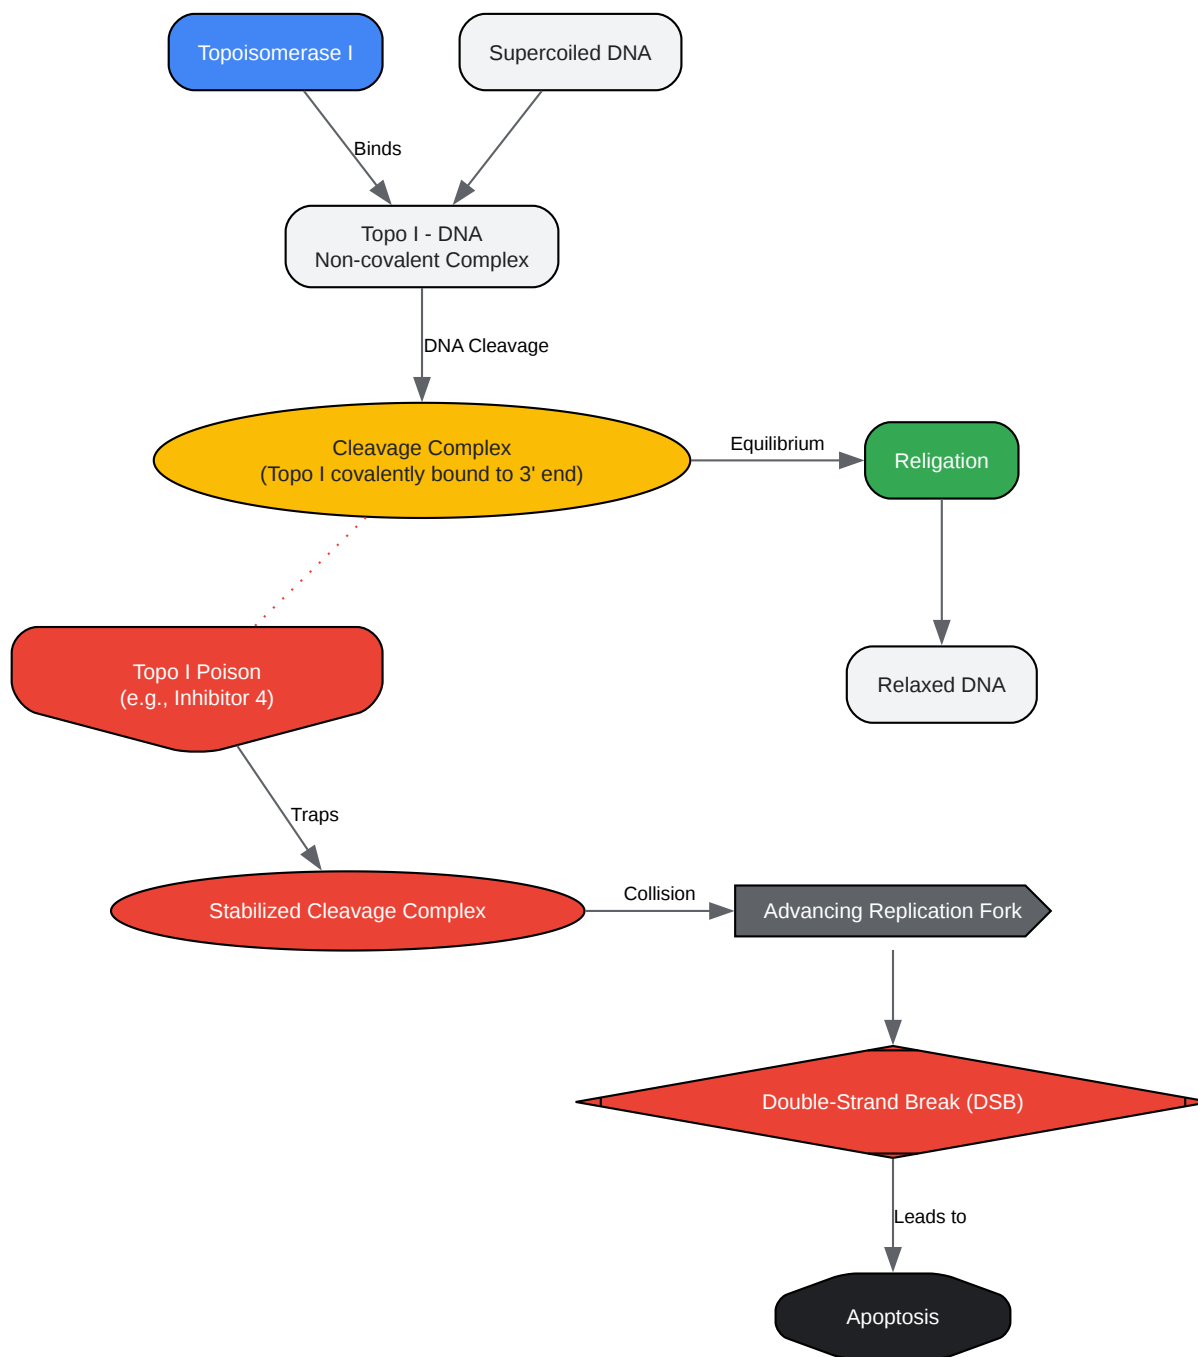 Topoisomerase I
Supercoiled DNA
Binds
Topo I - DNA
Non-covalent Complex
DNA Cleavage
Cleavage Complex
(Topo I covalently bound to 3' end)
Equilibrium
Religation
Topo I Poison
(e.g., Inhibitor 4)
Relaxed DNA
Traps
Stabilized Cleavage Complex
Collision
Advancing Replication Fork
Double-Strand Break (DSB)
Leads to
Apoptosis